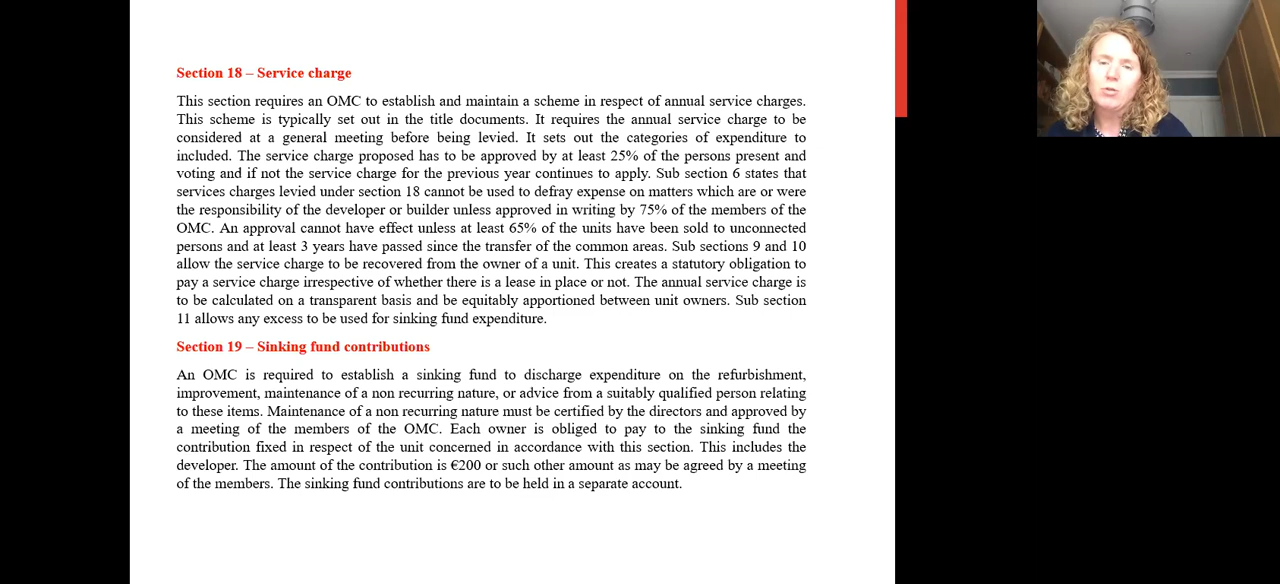 Section 18 – Service charge
This section requires an OMC to establish and maintain a scheme in respect of annual service charges.
This scheme is typically set out in the title documents. It requires the annual service charge to be
considered at a general meeting before being levied. It sets out the categories of expenditure to
included. The service charge proposed has to be approved by at least 25% of the persons present and
voting and if not the service charge for the previous year continues to apply. Sub section 6 states that
services charges levied under section 18 cannot be used to defray expense on matters which are or were
the responsibility of the developer or builder unless approved in writing by 75% of the members of the
OMC. An approval cannot have effect unless at least 65% of the units have been sold to unconnected
persons and at least 3 years have passed since the transfer of the common areas. Sub sections 9 and 10
allow the service charge to be recovered from the owner of a unit. This creates a statutory obligation to
pay a service charge irrespective of whether there is a lease in place or not. The annual service charge is
to be calculated on a transparent basis and be equitably apportioned between unit owners. Sub section
11 allows any excess to be used for sinking fund expenditure.
Section 19 – Sinking fund contributions
An OMC is required to establish a sinking fund to discharge expenditure on the refurbishment,
improvement, maintenance of a non recurring nature, or advice from a suitably qualified person relating
to these items. Maintenance of a non recurring nature must be certified by the directors and approved by
a meeting of the members of the OMC. Each owner is obliged to pay to the sinking fund the
contribution fixed in respect of the unit concerned in accordance with this section. This includes the
developer. The amount of the contribution is €200 or such other amount as may be agreed by a meeting
of the members. The sinking fund contributions are to be held in a separate account.